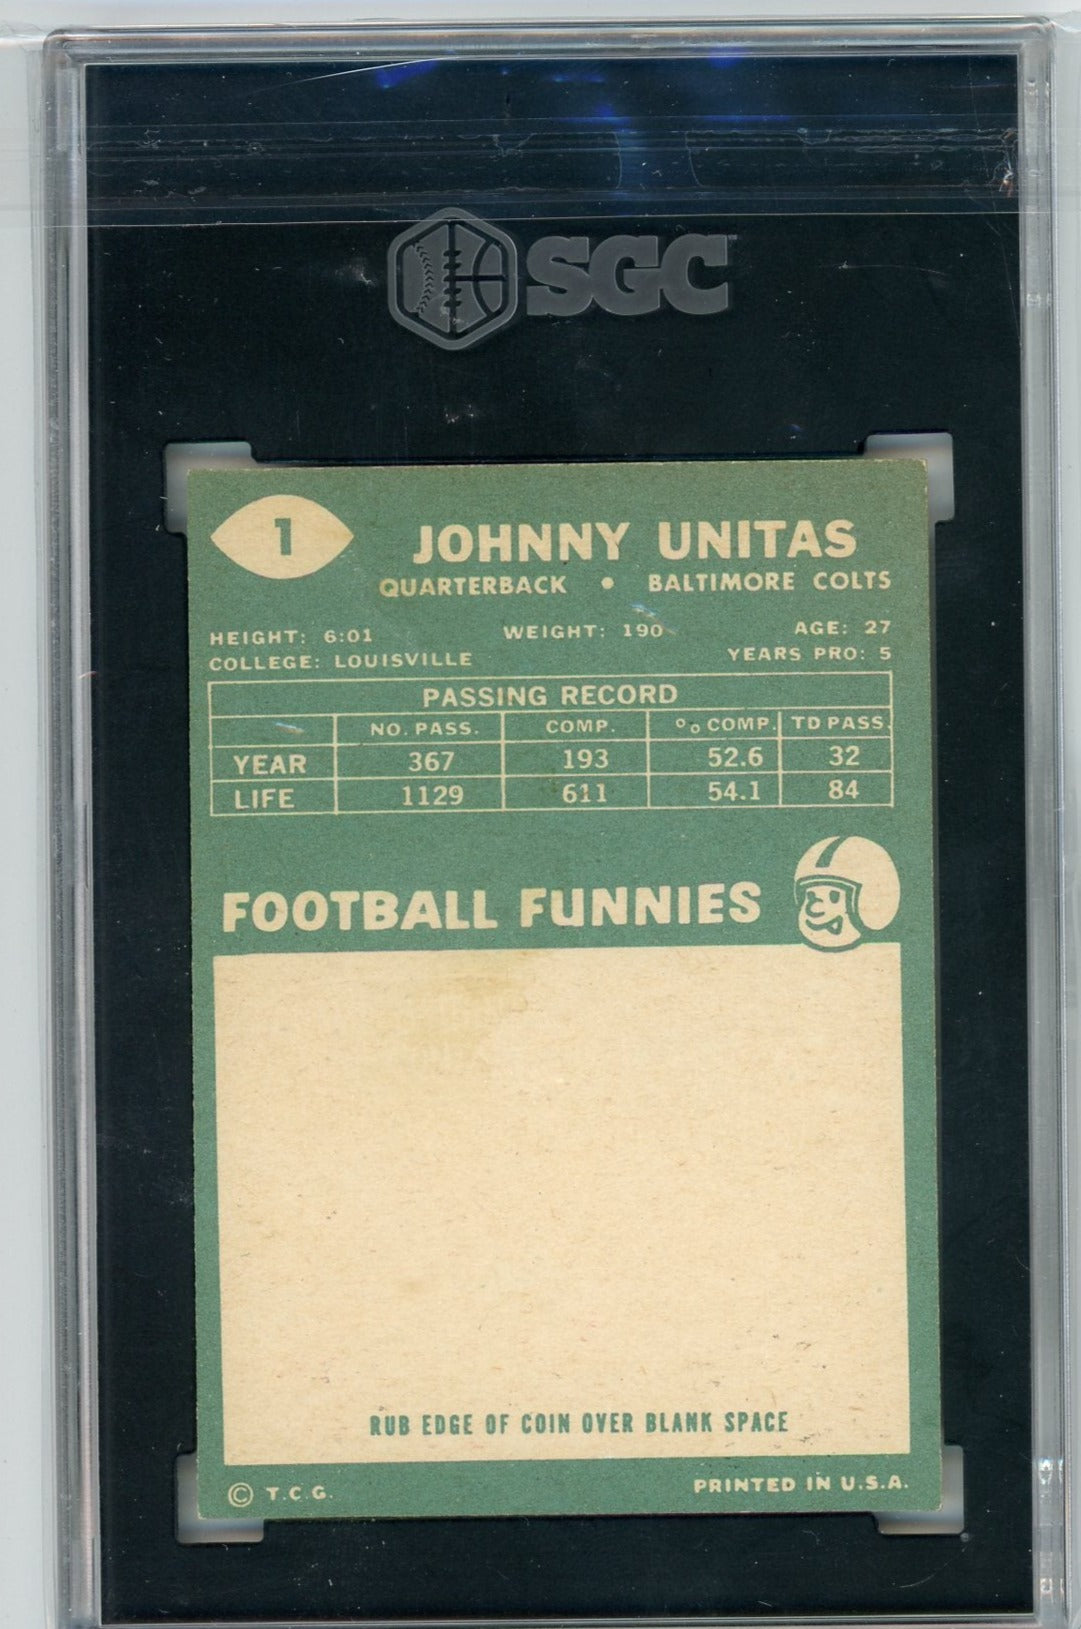 SGC
1
JOHNNY UNITAS
QUARTERBACK • BALTIMORE COLTS
HEIGHT: 6:01 WEIGHT: 190 AGE: 27
COLLEGE: LOUISVILLE YEARS PRO: 5
PASSING RECORD
NO. PASS. COMP. % COMP. TD PASS.
YEAR 367 193 52.6 32
LIFE 1129 611 54.1 84
FOOTBALL FUNNIES
RUB EDGE OF COIN OVER BLANK SPACE
© T.C.G. PRINTED IN U.S.A.